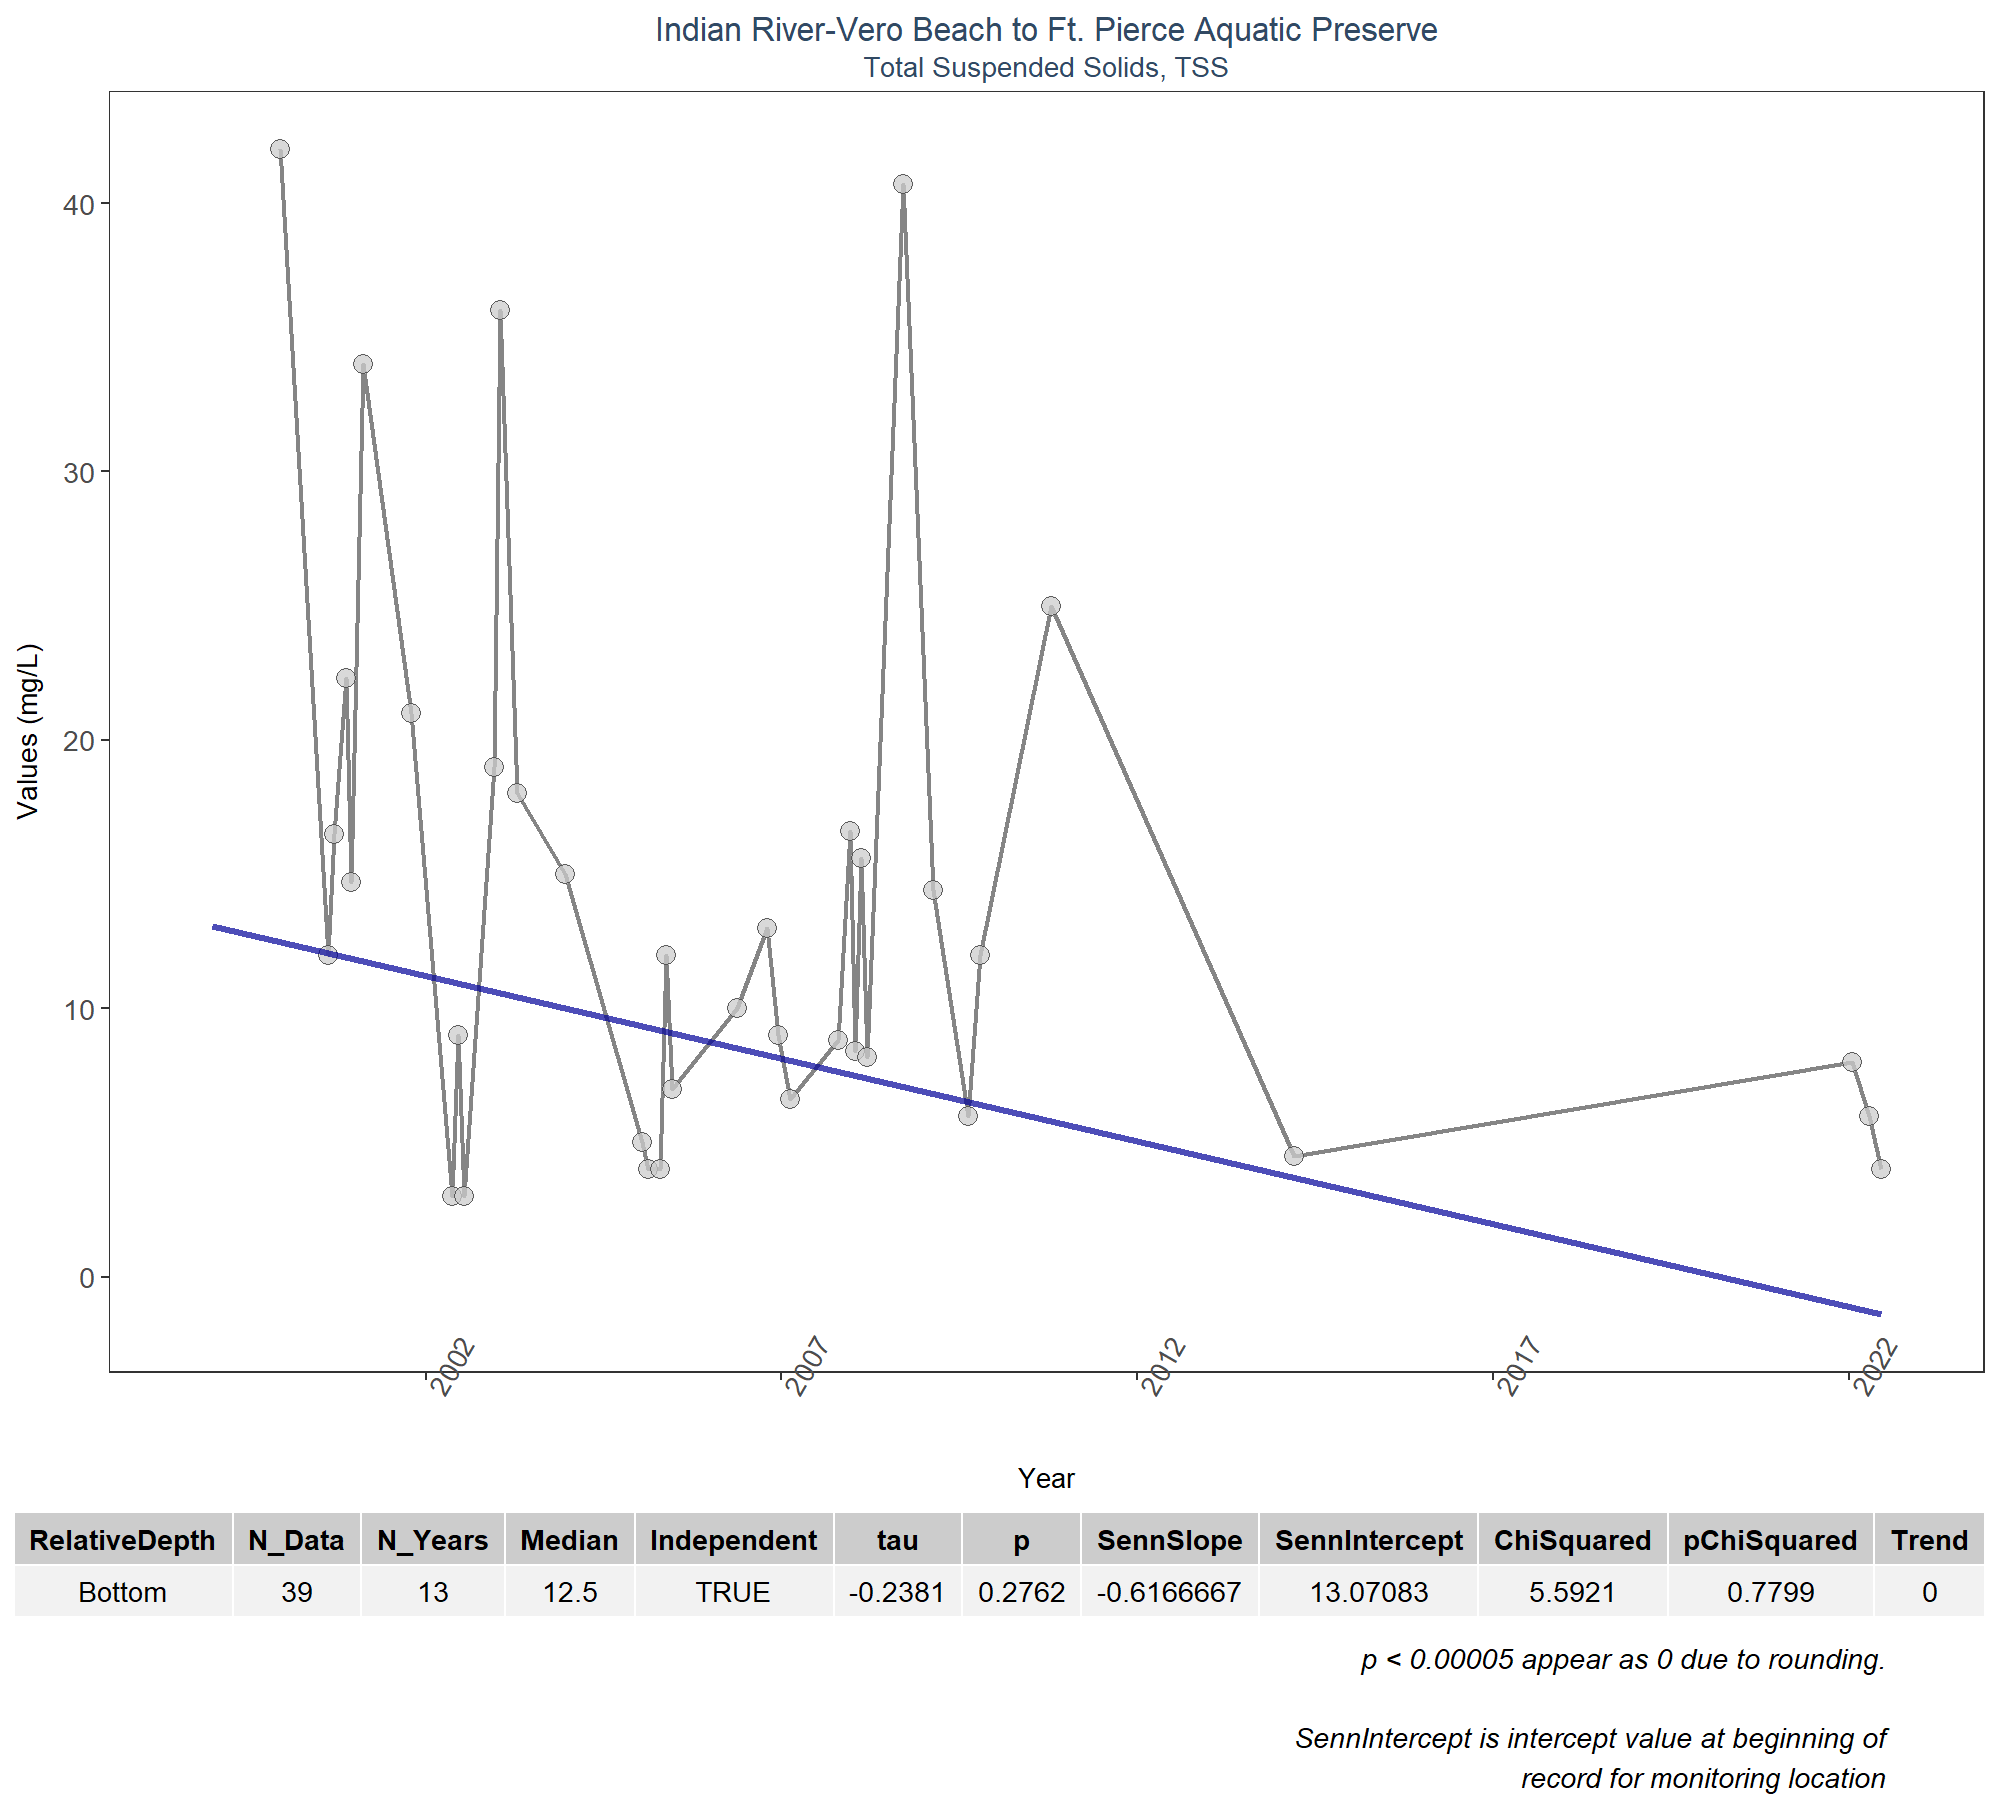 Indian River-Vero Beach to Ft. Pierce Aquatic Preserve
Total Suspended Solids, TSS
Values (mg/L)
40
30
20
10
0
2002 2007 2012 2017 2022
Year
RelativeDepth N_Data N_Years Median Independent tau p SennSlope SennIntercept ChiSquared pChiSquared Trend
Bottom 39 13 12.5 TRUE -0.2381 0.2762 -0.6166667 13.07083 5.5921 0.7799 0
p < 0.00005 appear as 0 due to rounding.
SennIntercept is intercept value at beginning of
record for monitoring location